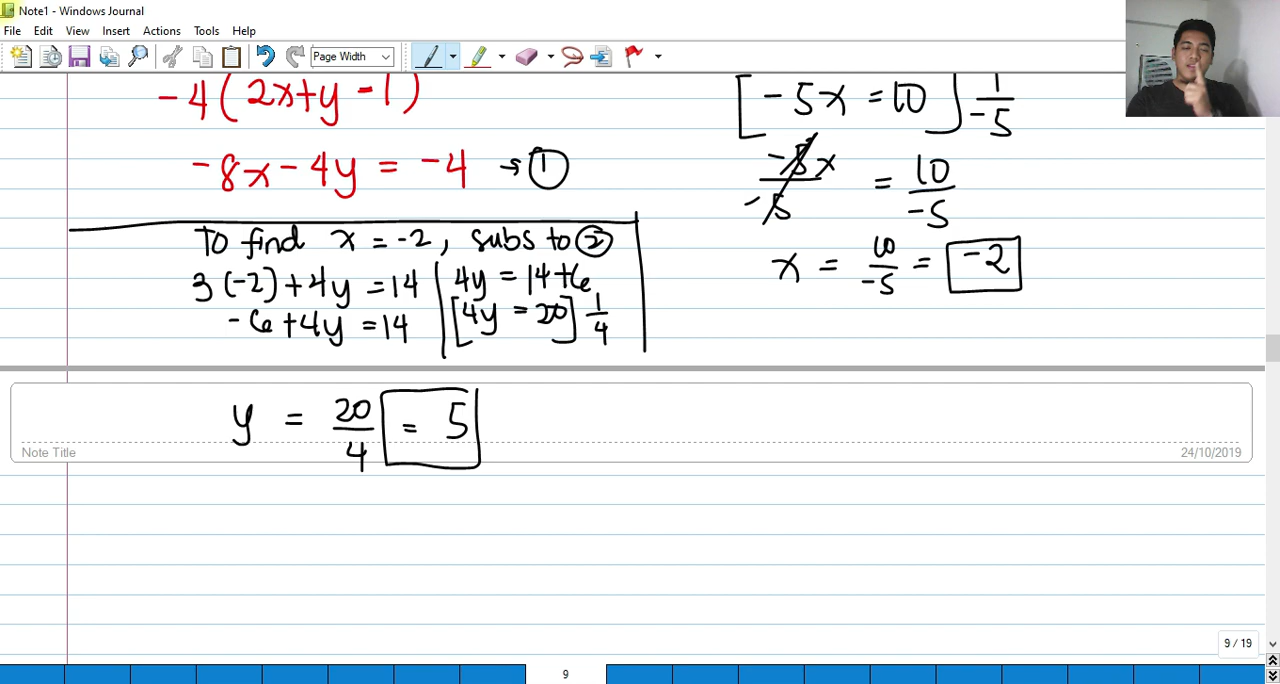 Note1 - Windows Journal
File Edit View Insert Actions Tools Help
Page Width
-4(2x+y=1)
-8x-4y = -4 → ①
To find x = -2, subs to ②
3(-2)+4y = 14
-6+4y = 14
4y = 14+6
[4y = 20] 1/4
[-5x = 10] 1/-5
-5x/-5 = 10/-5
x = 10/-5 = -2
y = 20/4 = 5
Note Title
24/10/2019
9 / 19
9